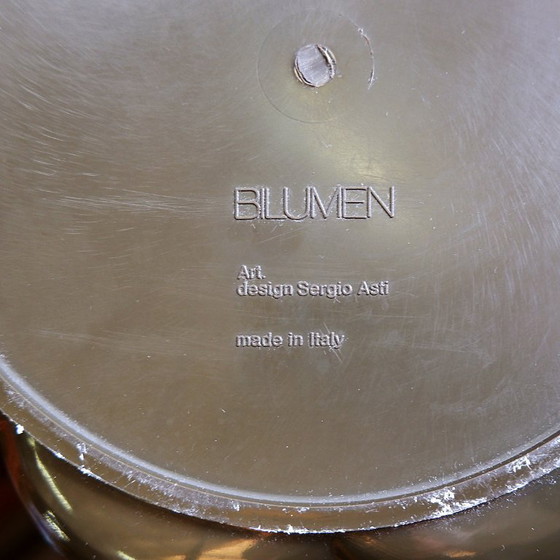 BILUMEN
Art.
design Sergio Asti
made in Italy